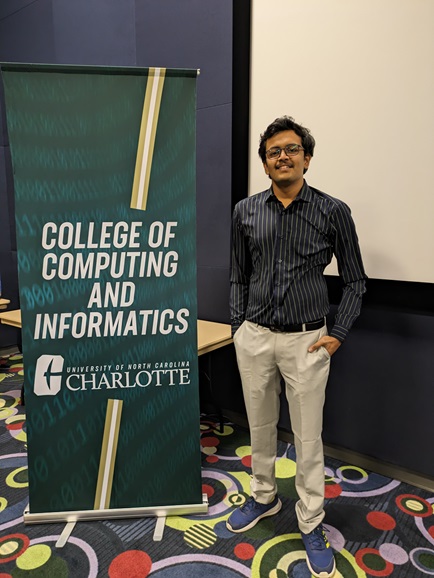 COLLEGE OF
COMPUTING
AND
INFORMATICS
UNIVERSITY OF NORTH CAROLINA
CHARLOTTE